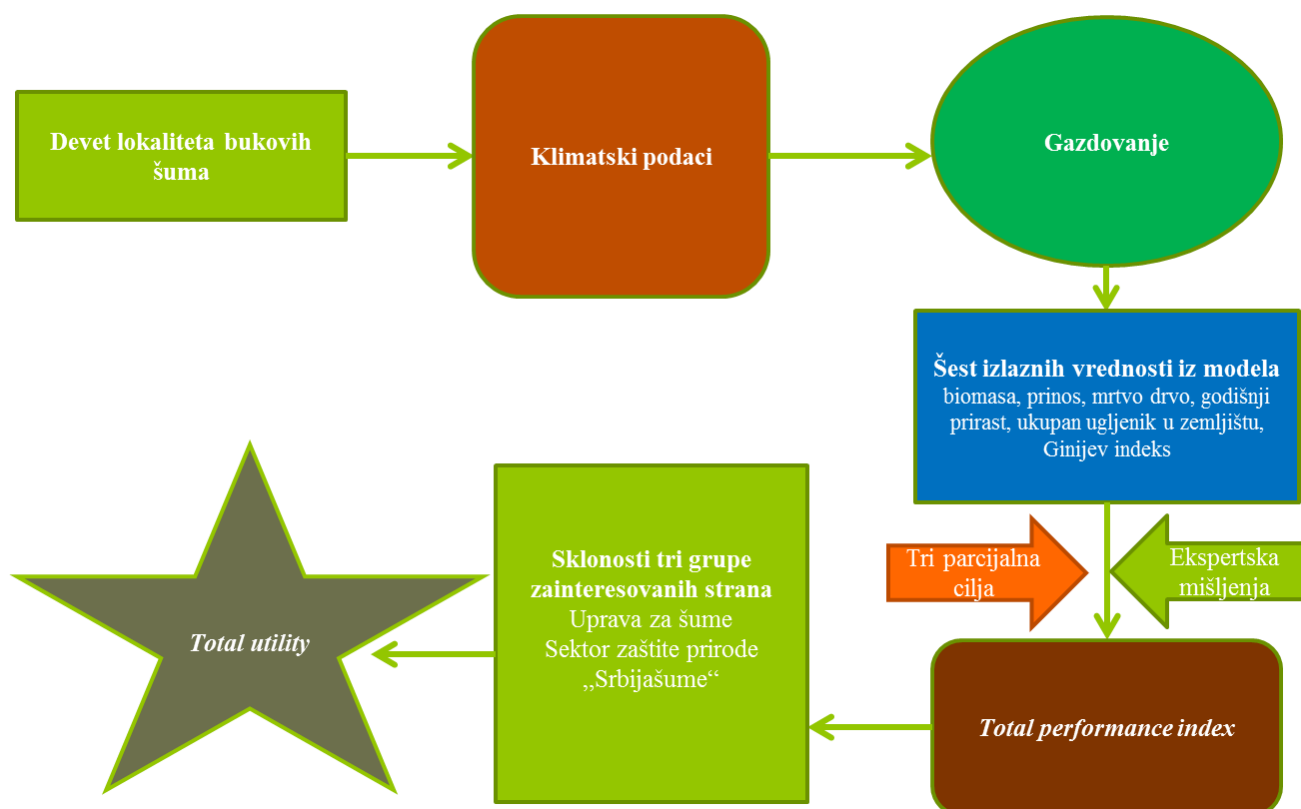 Devet lokaliteta bukovih
šuma
Klimatski podaci
Gazdovanje
Šest izlaznih vrednosti iz modela
biomasa, prinos, mrtvo drvo, godišnji
prirast, ukupan ugljenik u zemljištu,
Ginijev indeks
Tri parcijalna
cilja
Ekspertska
mišljenja
Total performance index
Sklonosti tri grupe
zainteresovanih strana
Uprava za šume
Sektor zaštite prirode
„Srbijašume“
Total utility